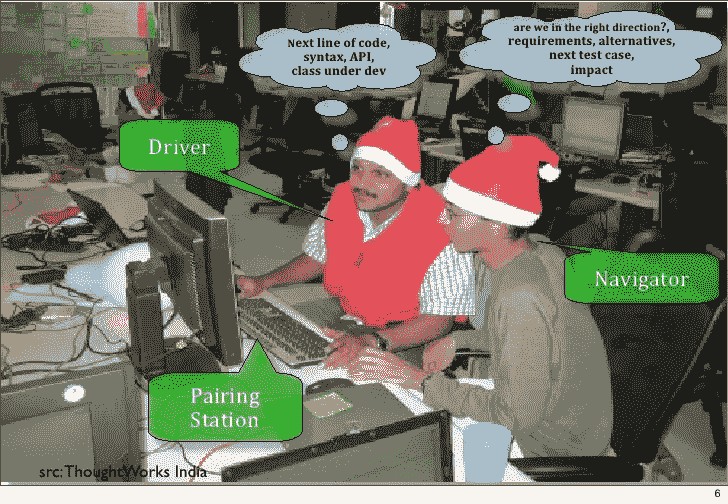 Next line of code,
syntax, API,
class under dev
are we in the right direction?,
requirements, alternatives,
next test case,
impact
Driver
Navigator
Pairing
Station
src:ThoughtWorks India
6